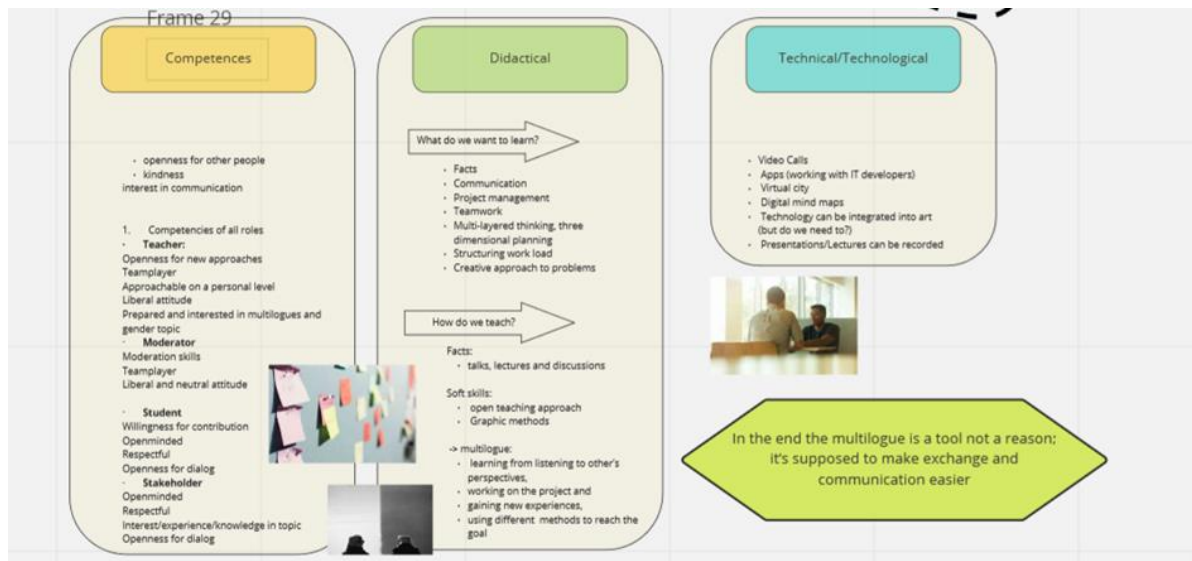 Frame 29
Competences
· openness for other people
· kindness
interest in communication
1. Competencies of all roles
· Teacher:
Openness for new approaches
Teamplayer
Approachable on a personal level
Liberal attitude
Prepared and interested in multilogues and
gender topic
· Moderator
Moderation skills
Teamplayer
Liberal and neutral attitude
· Student
Willingness for contribution
Openminded
Respectful
Openness for dialog
· Stakeholder
Openminded
Respectful
Interest/experience/knowledge in topic
Openness for dialog
Didactical
What do we want to learn?
· Facts
· Communication
· Project management
· Teamwork
· Multi-layered thinking, three
dimensional planning
· Structuring work load
· Creative approach to problems
How do we teach?
Facts:
· talks, lectures and discussions
Soft skills:
· open teaching approach
· Graphic methods
-> multilogue:
· learning from listening to other's
perspectives,
· working on the project and
· gaining new experiences,
· using different methods to reach the
goal
Technical/Technological
· Video Calls
· Apps (working with IT developers)
· Virtual city
· Digital mind maps
· Technology can be integrated into art
(but do we need to?)
· Presentations/Lectures can be recorded
In the end the multilogue is a tool not a reason;
it's supposed to make exchange and
communication easier